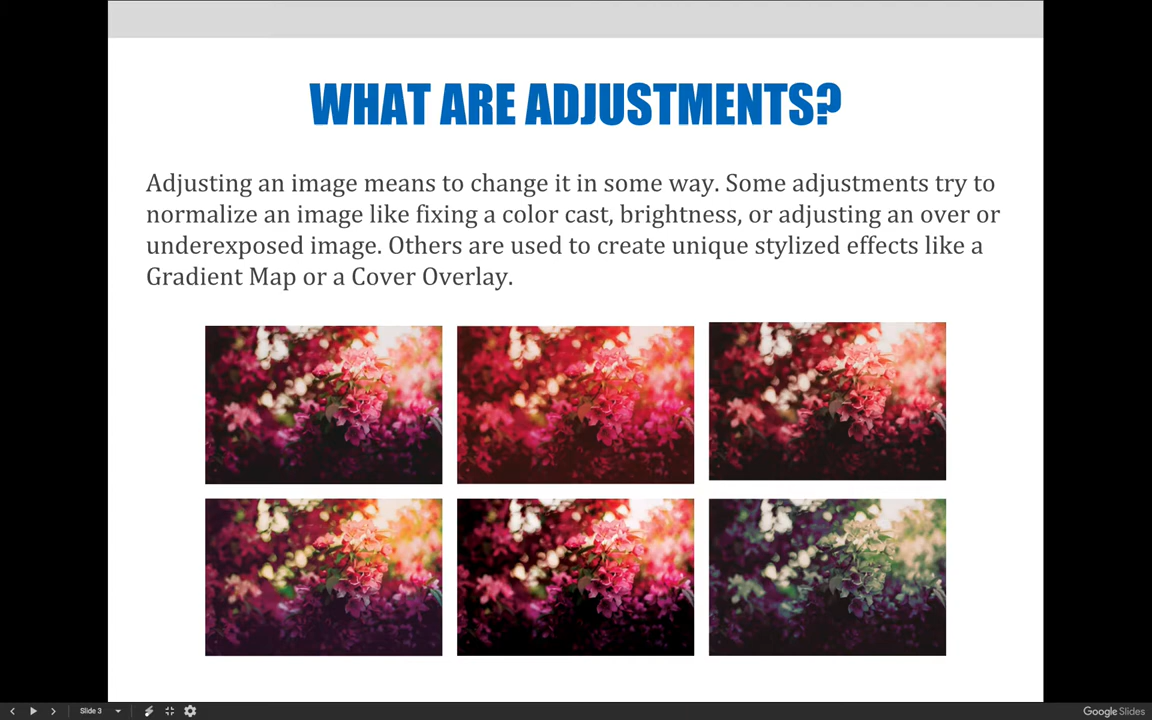 WHAT ARE ADJUSTMENTS?
Adjusting an image means to change it in some way. Some adjustments try to
normalize an image like fixing a color cast, brightness, or adjusting an over or
underexposed image. Others are used to create unique stylized effects like a
Gradient Map or a Cover Overlay.
Slide 3
Google Slides